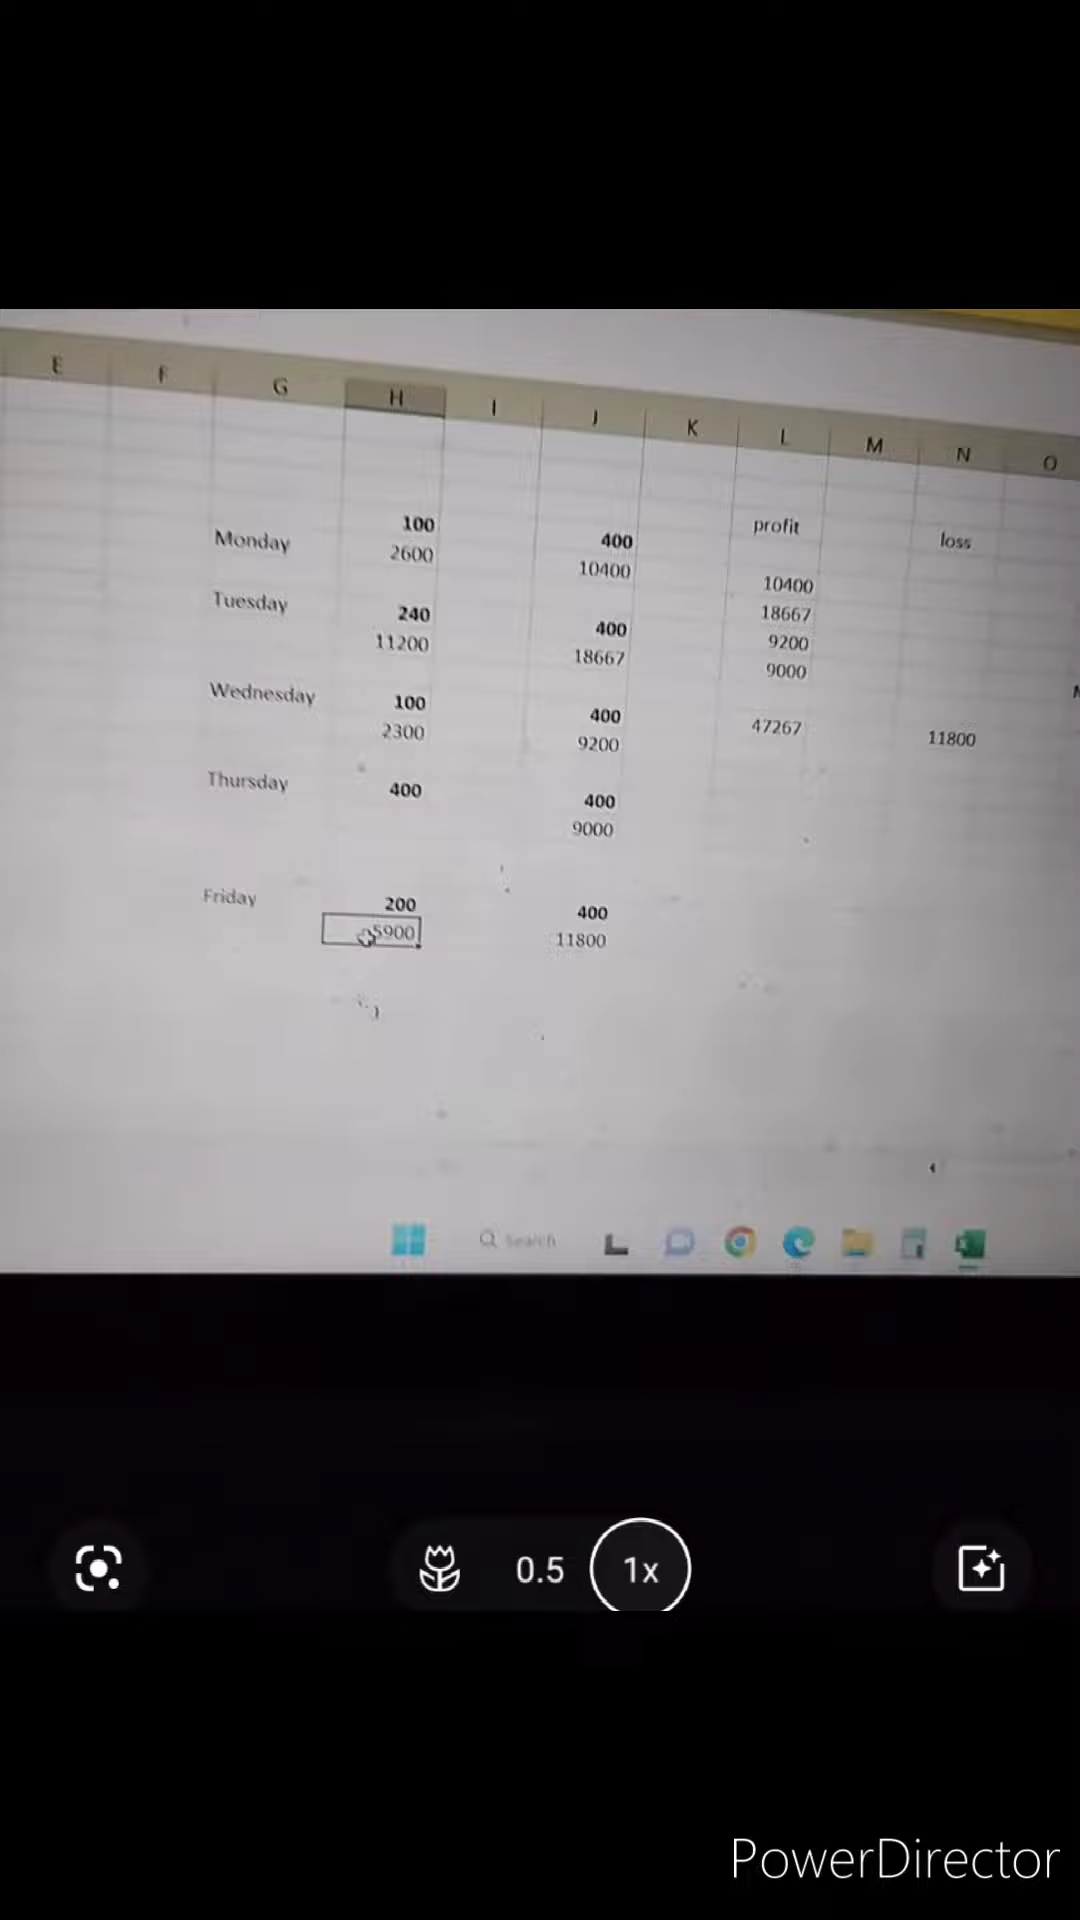 E F G H I J K L M N O
100 400 profit loss
Monday 2600 10400
10400
Tuesday 240 400 18667
11200 18667 9200
9000
Wednesday 100 400 47267 11800
2300 9200
Thursday 400 400
9000
Friday 200 400
5900 11800
Search
0.5 1x
PowerDirector